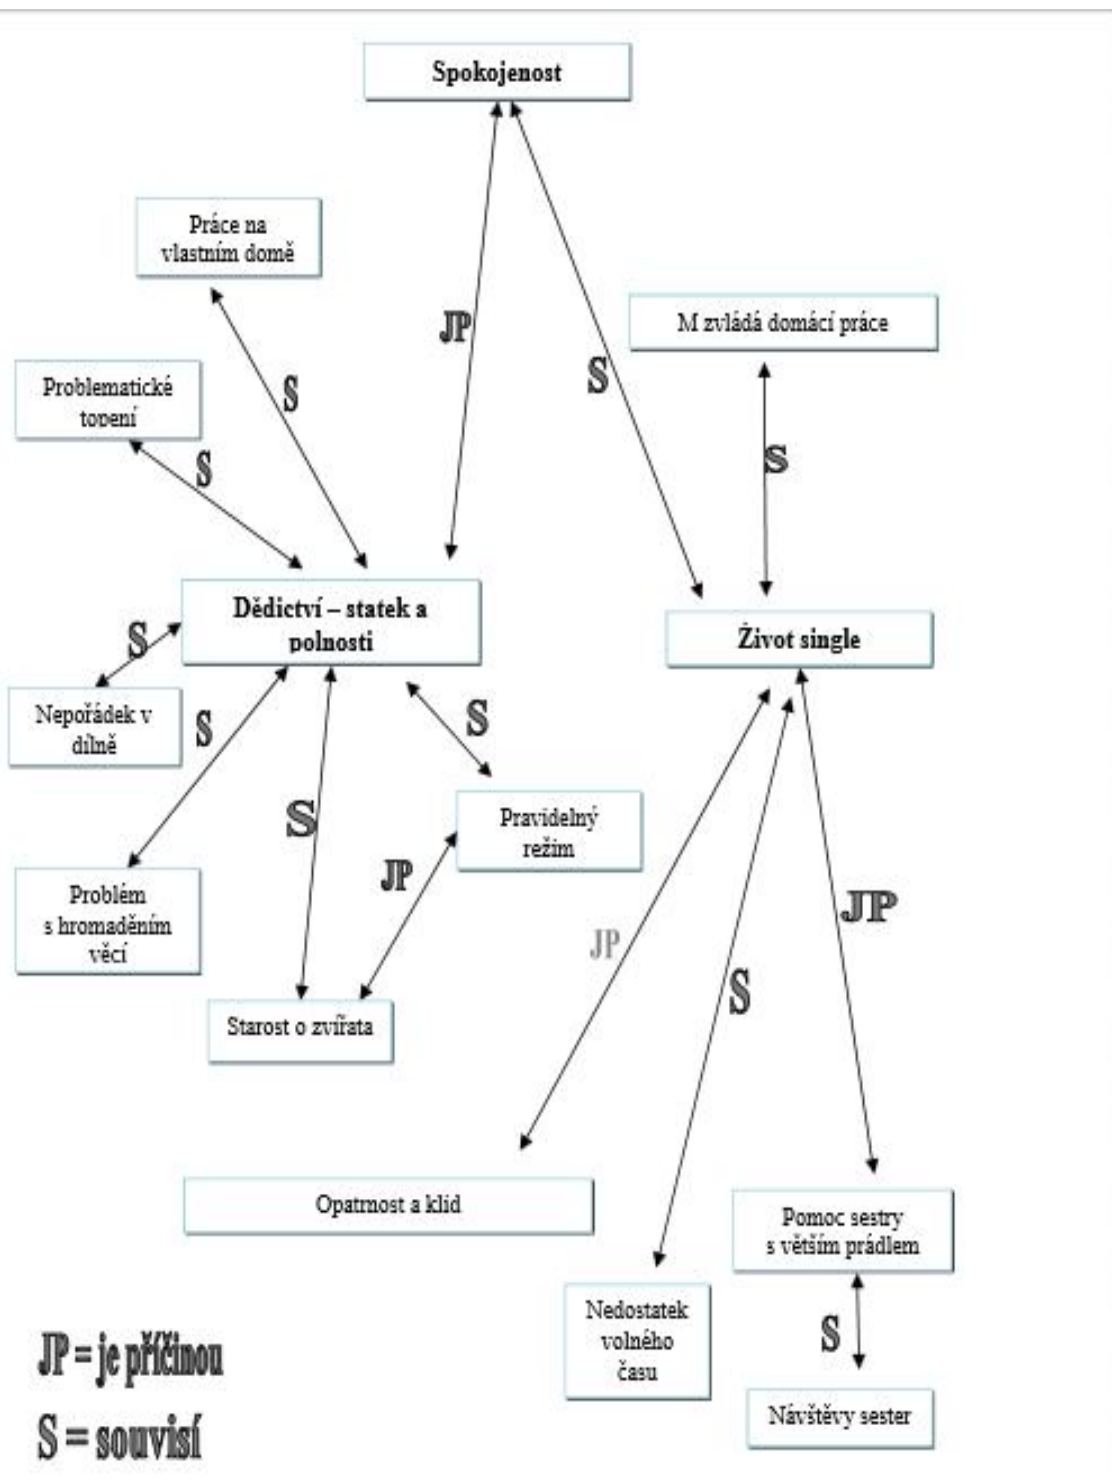 Spokojenost
Práce na
vlastním domě
JP
M zvládá domácí práce
S
S
Problematické
topení
S
S
Dědictví – statek a
polnosti
Život single
S
Nepořádek v
dílně
S
S
S
Pravidelný
režim
JP
Problém
s hromaděním
věcí
JP
JP
S
Starost o zvířata
Opatrnost a klid
Pomoc sestry
s větším prádlem
Nedostatek
volného
času
S
Návštěvy sester
JP = je příčinou
S = souvisí